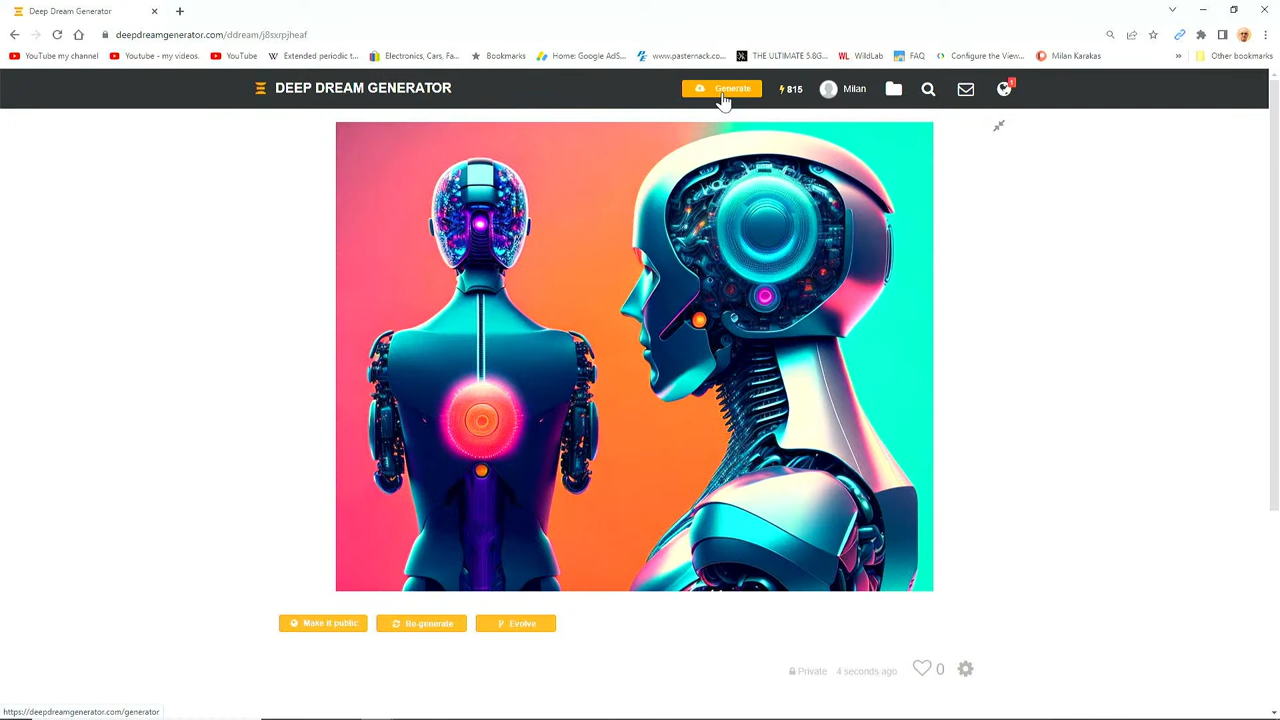 Deep Dream Generator
deepdreamgenerator.com/ddream/j8sxrpjheaf
YouTube my channel
Youtube - my videos.
YouTube
Extended periodic t...
Electronics, Cars, Fa...
Bookmarks
Home: Google AdS...
www.pasternack.co...
THE ULTIMATE 5.8G...
WL WildLab
FAQ
Configure the View...
Milan Karakas
»
Other bookmarks
DEEP DREAM GENERATOR
Generate
815
Milan
1
Make it public
Re-generate
Evolve
Private
4 seconds ago
0
https://deepdreamgenerator.com/generator